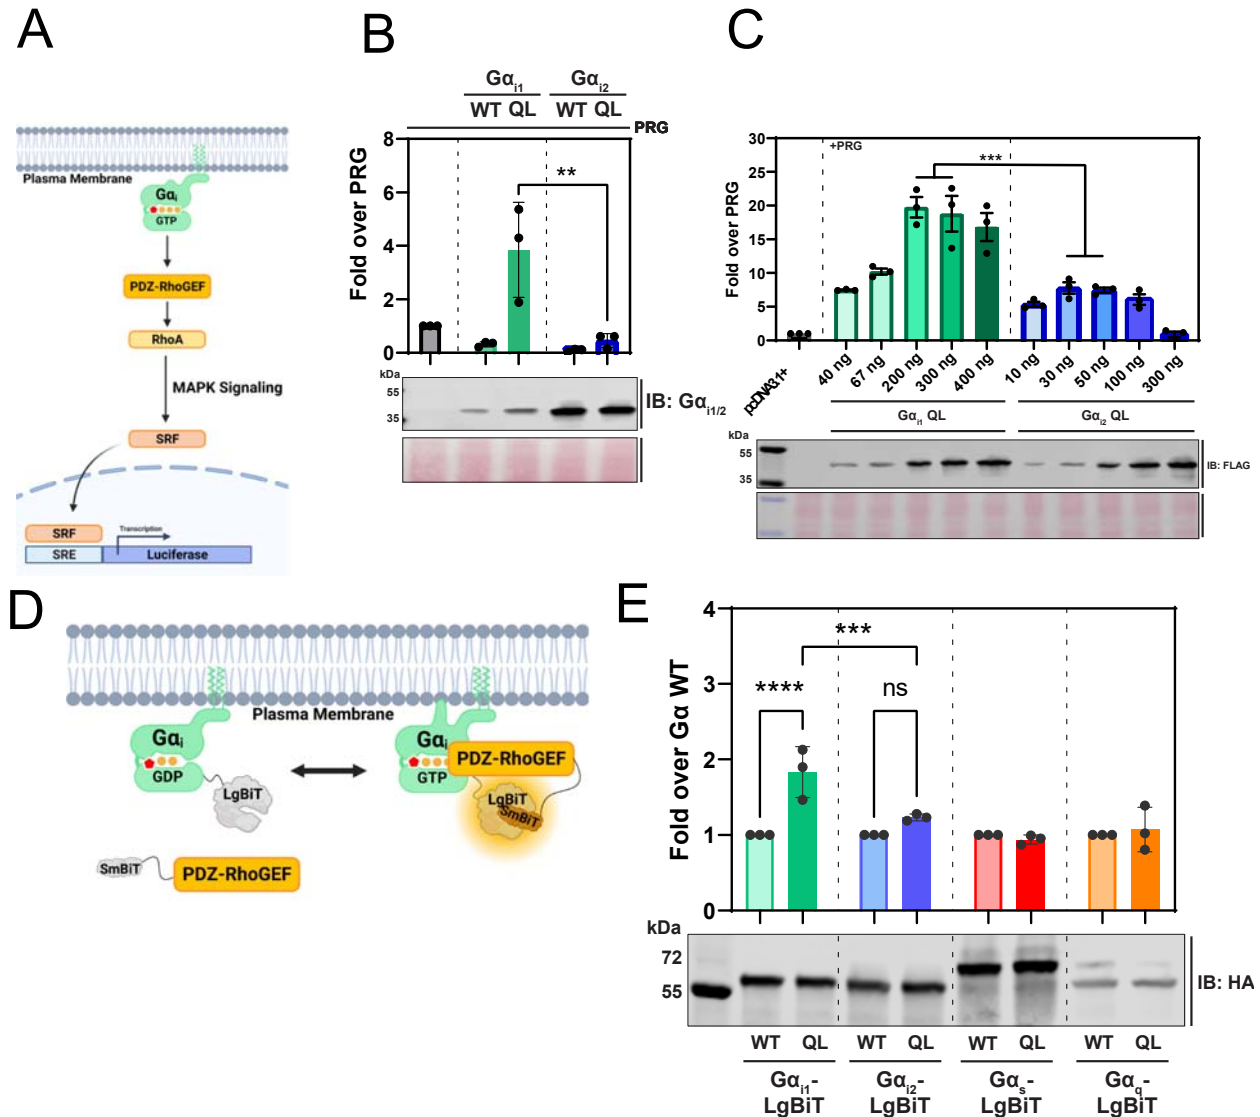 A
Plasma Membrane
Gαi
GTP
PDZ-RhoGEF
RhoA
MAPK Signaling
SRF
SRF
Transcription
SRE
Luciferase
B
Gαi1
Gαi2
WT QL
WT QL
PRG
Fold over PRG
8
6
4
2
0
**
kDa
55
35
IB: Gαi1/2
C
+PRG
***
Fold over PRG
30
25
20
15
10
5
0
pcDNA3.1+
40 ng
67 ng
200 ng
300 ng
400 ng
10 ng
30 ng
50 ng
100 ng
300 ng
Gαi1 QL
Gαi2 QL
kDa
55
35
IB: FLAG
D
Plasma Membrane
Gαi
GDP
LgBiT
SmBiT
PDZ-RhoGEF
Gαi
GTP
PDZ-RhoGEF
LgBiT
SmBiT
E
Fold over Gα WT
4
3
2
1
0
****
***
ns
kDa
72
55
IB: HA
WT QL
WT QL
WT QL
WT QL
Gαi1-
LgBiT
Gαi2-
LgBiT
Gαs-
LgBiT
Gαq-
LgBiT